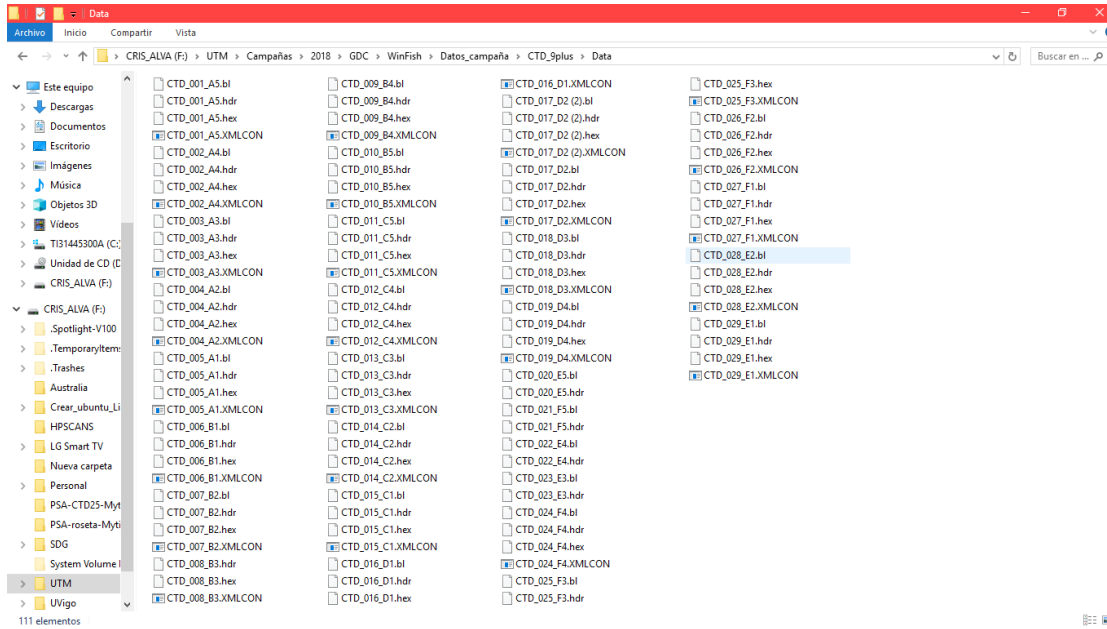 Data
Archivo Inicio Compartir Vista
CRIS_ALVA (F:) > UTM > Campañas > 2018 > GDC > WinFish > Datos_campaña > CTD_9plus > Data
Buscar en ...
Este equipo
Descargas
Documentos
Escritorio
Imágenes
Música
Objetos 3D
Vídeos
TI31445300A (C:)
Unidad de CD (D
CRIS_ALVA (F:)
CRIS_ALVA (F:)
.Spotlight-V100
.TemporaryItems
.Trashes
Australia
Crear_ubuntu_Li
HPSCANS
LG Smart TV
Nueva carpeta
Personal
PSA-CTD25-Myt
PSA-roseta-Myti
SDG
System Volume I
UTM
UVigo
CTD_001_A5.bl
CTD_001_A5.hdr
CTD_001_A5.hex
CTD_001_A5.XMLCON
CTD_002_A4.bl
CTD_002_A4.hdr
CTD_002_A4.hex
CTD_002_A4.XMLCON
CTD_003_A3.bl
CTD_003_A3.hdr
CTD_003_A3.hex
CTD_003_A3.XMLCON
CTD_004_A2.bl
CTD_004_A2.hdr
CTD_004_A2.hex
CTD_004_A2.XMLCON
CTD_005_A1.bl
CTD_005_A1.hdr
CTD_005_A1.hex
CTD_005_A1.XMLCON
CTD_006_B1.bl
CTD_006_B1.hdr
CTD_006_B1.hex
CTD_006_B1.XMLCON
CTD_007_B2.bl
CTD_007_B2.hdr
CTD_007_B2.hex
CTD_007_B2.XMLCON
CTD_008_B3.hdr
CTD_008_B3.hex
CTD_008_B3.XMLCON
CTD_009_B4.bl
CTD_009_B4.hdr
CTD_009_B4.hex
CTD_009_B4.XMLCON
CTD_010_B5.bl
CTD_010_B5.hdr
CTD_010_B5.hex
CTD_010_B5.XMLCON
CTD_011_C5.bl
CTD_011_C5.hdr
CTD_011_C5.hex
CTD_011_C5.XMLCON
CTD_012_C4.bl
CTD_012_C4.hdr
CTD_012_C4.hex
CTD_012_C4.XMLCON
CTD_013_C3.bl
CTD_013_C3.hdr
CTD_013_C3.hex
CTD_013_C3.XMLCON
CTD_014_C2.bl
CTD_014_C2.hdr
CTD_014_C2.hex
CTD_014_C2.XMLCON
CTD_015_C1.bl
CTD_015_C1.hdr
CTD_015_C1.hex
CTD_015_C1.XMLCON
CTD_016_D1.bl
CTD_016_D1.hdr
CTD_016_D1.hex
CTD_016_D1.XMLCON
CTD_017_D2 (2).bl
CTD_017_D2 (2).hdr
CTD_017_D2 (2).hex
CTD_017_D2 (2).XMLCON
CTD_017_D2.bl
CTD_017_D2.hdr
CTD_017_D2.hex
CTD_017_D2.XMLCON
CTD_018_D3.bl
CTD_018_D3.hdr
CTD_018_D3.hex
CTD_018_D3.XMLCON
CTD_019_D4.bl
CTD_019_D4.hdr
CTD_019_D4.hex
CTD_019_D4.XMLCON
CTD_020_E5.bl
CTD_020_E5.hdr
CTD_021_F5.bl
CTD_021_F5.hdr
CTD_022_E4.bl
CTD_022_E4.hdr
CTD_023_E3.bl
CTD_023_E3.hdr
CTD_024_F4.bl
CTD_024_F4.hdr
CTD_024_F4.hex
CTD_024_F4.XMLCON
CTD_025_F3.bl
CTD_025_F3.hdr
CTD_025_F3.hex
CTD_025_F3.XMLCON
CTD_026_F2.bl
CTD_026_F2.hdr
CTD_026_F2.hex
CTD_026_F2.XMLCON
CTD_027_F1.bl
CTD_027_F1.hdr
CTD_027_F1.hex
CTD_027_F1.XMLCON
CTD_028_E2.bl
CTD_028_E2.hdr
CTD_028_E2.hex
CTD_028_E2.XMLCON
CTD_029_E1.bl
CTD_029_E1.hdr
CTD_029_E1.hex
CTD_029_E1.XMLCON
111 elementos